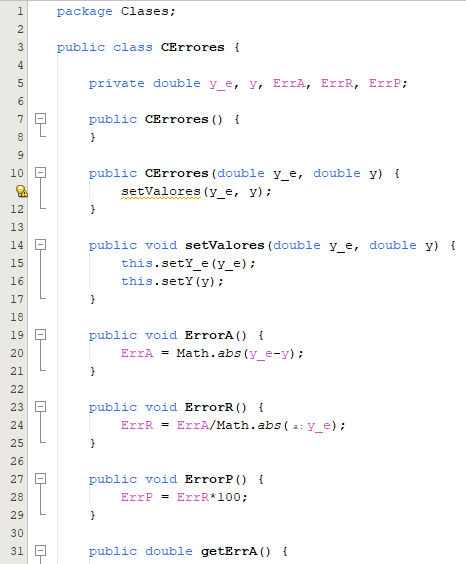 1 package Clases;
2
3 public class CErrores {
4
5 private double y_e, y, ErrA, ErrR, ErrP;
6
7 public CErrores() {
8 }
9
10 public CErrores(double y_e, double y) {
setValores(y_e, y);
12 }
13
14 public void setValores(double y_e, double y) {
15 this.setY_e(y_e);
16 this.setY(y);
17 }
18
19 public void ErrorA() {
20 ErrA = Math.abs(y_e-y);
21 }
22
23 public void ErrorR() {
24 ErrR = ErrA/Math.abs(a: y_e);
25 }
26
27 public void ErrorP() {
28 ErrP = ErrR*100;
29 }
30
31 public double getErrA() {